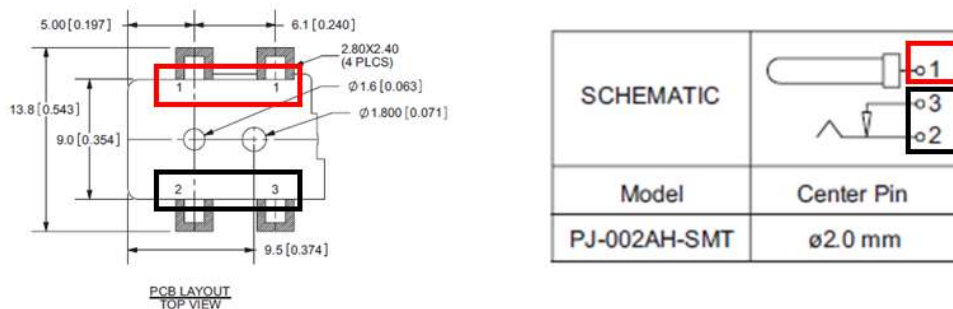 5.00 [0.197]
6.1 [0.240]
2.80X2.40
(4 PLCS)
1
1
Ø1.6 [0.063]
13.8 [0.543]
Ø1.800 [0.071]
9.0 [0.354]
2
3
9.5 [0.374]
PCB LAYOUT
TOP VIEW
SCHEMATIC
1
3
2
Model Center Pin
PJ-002AH-SMT ø2.0 mm